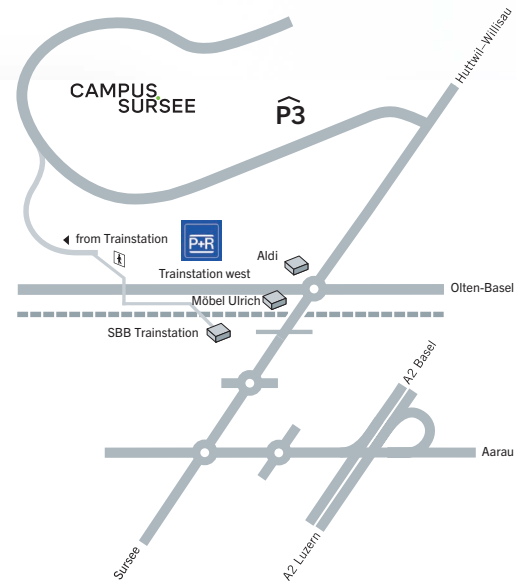 Huttwil–Willisau
CAMPUS
SURSEE
P3
from Trainstation
P+R
Trainstation west
Aldi
Olten-Basel
Möbel Ulrich
SBB Trainstation
A2 Basel
Aarau
Sursee
A2 Luzern